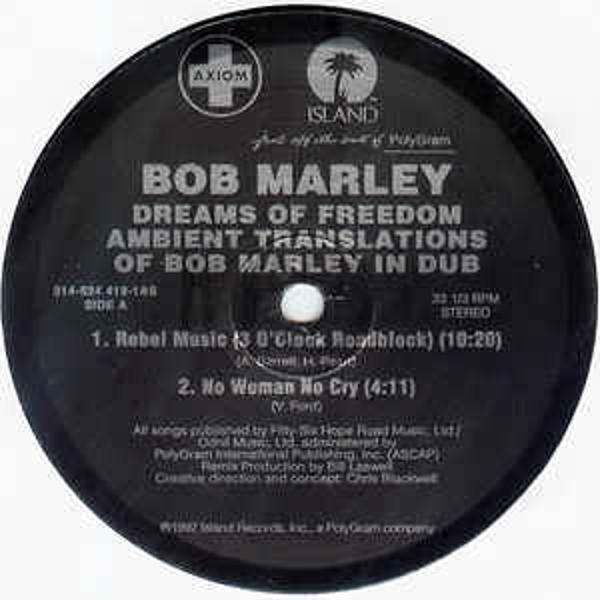 AXIOM
ISLAND
just off the coast of PolyGram
BOB MARLEY
DREAMS OF FREEDOM
AMBIENT TRANSLATIONS
OF BOB MARLEY IN DUB
SIDE A
33 1/3 RPM
STEREO
1. Rebel Music (3 O'Clock Roadblock) (10:20)
2. No Woman No Cry (4:11)
(V. Ford)
All songs published by Fifty-Six Hope Road Music, Ltd./
Odnil Music, Ltd. administered by
PolyGram International Publishing, Inc. (ASCAP)
Remix Production by Bill Laswell
Creative direction and concept: Chris Blackwell
Island Records, Inc., a PolyGram company